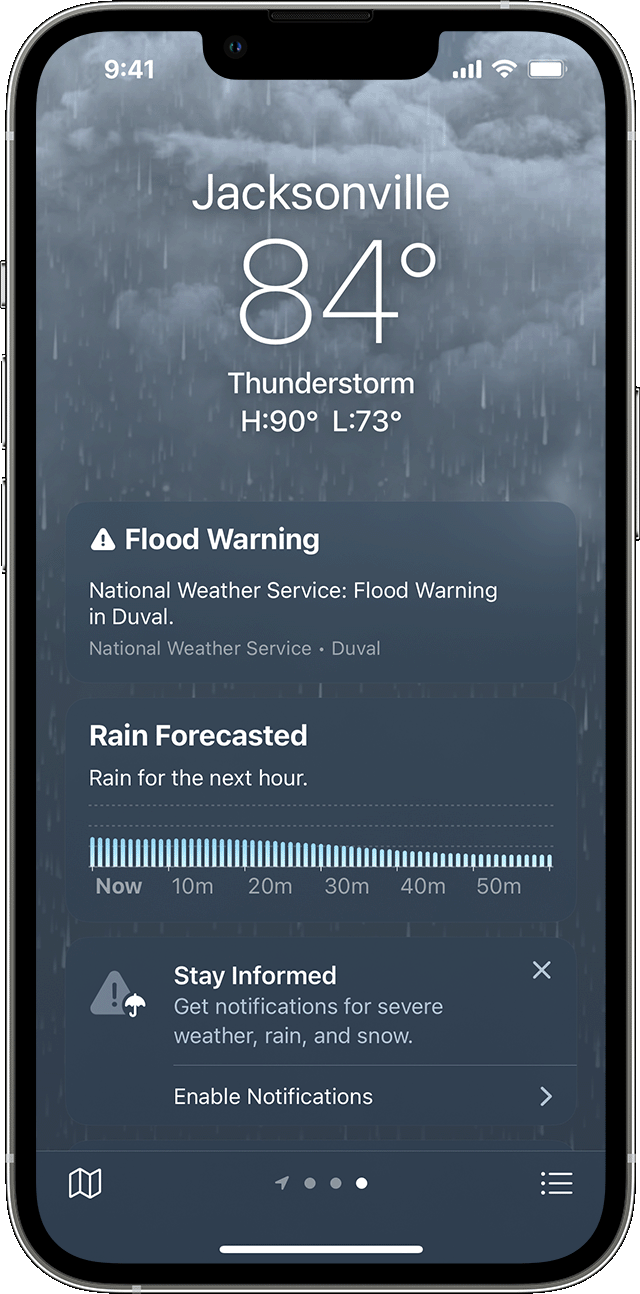 9:41
Jacksonville
84°
Thunderstorm
H:90° L:73°
Flood Warning
National Weather Service: Flood Warning
in Duval.
National Weather Service • Duval
Rain Forecasted
Rain for the next hour.
Now 10m 20m 30m 40m 50m
Stay Informed
Get notifications for severe
weather, rain, and snow.
Enable Notifications